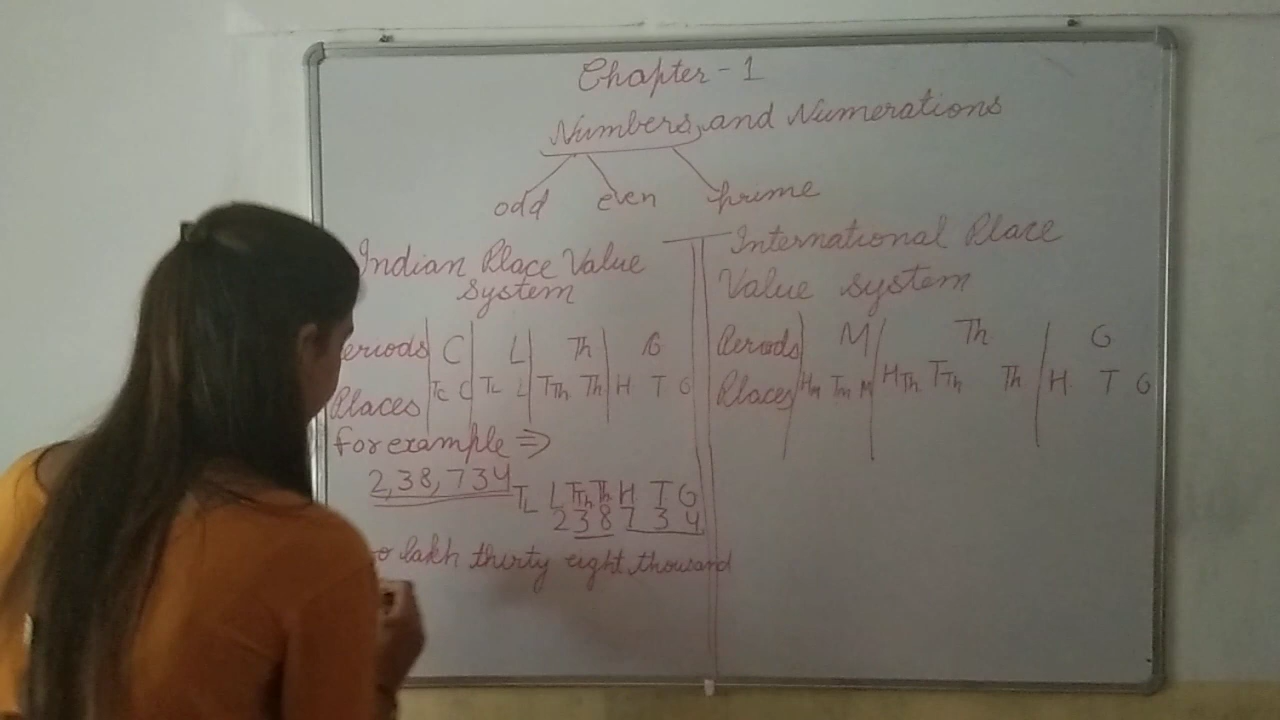 Chapter - 1
Numbers and Numerations
odd even prime
Indian Place Value
System
eriods C L Th G
Places TC C TL L TTh Th H T O
for example ⇒
2,38,734
TL L TTh Th H T O
2 3 8 7 3 4
o lakh thirty eight thousand
International Place
Value system
Periods M Th G
Places Hm Tm M HTh TTh Th H T O